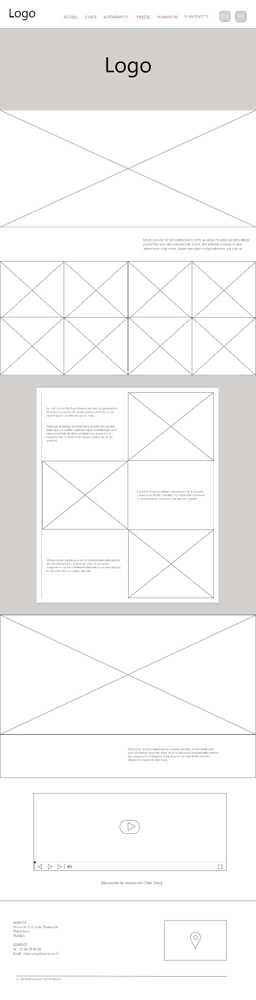 Logo
ACCUEIL CARTE AUTOGRAPHES PRESSE RESERVATION PLAN D'ACCES EN FR
Logo
Située dans le 1er arrondissement, cette auberge chinoise au riche décor
d'autrefois avec des colonnes de pierre, des bibelots anciens et une
abondante végétation, donne une place prépondérante à la cuisine.
Le chef cuisinier Vai Kuan Vong excelle dans les préparations
de Canton, première ville gastronomique de Chine et son
canard laqué à la pékinoise est un "must".
Originaire de Macao, Vai Kuan Vong est initié dès son plus
jeune âge à la tradition culinaire la plus emblématique de la
culture impériale de Chine, jonglant avec la diversité et
l'exigence des produits et des saveurs utilisés par cet art
ancestral.
Il arrive en France en pleine « révolution » de la Nouvelle
Cuisine et se décide à revisiter à sa manière les canons de
sa cuisine tout en conservant son identité originale.
Chaque année, il participe à ses conférences internationales et
des démonstrations culinaires en Chine ; à sa manière
d'exporter sa cuisine subtilement métissée aux accents français
et d'enrichir ainsi la tradition chinoise.
Chez Vong, les autres traditions de la cuisine chinoise et l'inventivité sont
aussi à l'honneur. Les mets, d'une extrême délicatesse,sont présentés comme
des oeuvres d'art et Madame Vong dirige d'une main de fée le service
diligent et souriant de Chez Vong.
Découvrez le restaurant Chez Vong
ADRESSE
10 rue de la Grande Truanderie
75001 Paris
FRANCE
CONTACT
Tel : 01 40 39 99 89
Email : chez-vong@wanadoo.fr
© Site développé par Com en Régions